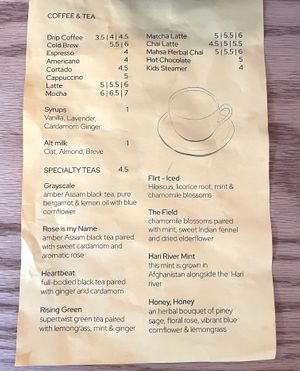 COFFEE & TEA
Drip Coffee 3.5 | 4 | 4.5
Cold Brew 5.5 | 6
Espresso 4
Americano 4
Cortado 4.5
Cappuccino 5
Latte 5 | 5.5 | 6
Mocha 6 | 6.5 | 7
Syrups 1
Vanilla, Lavender,
Cardamom Ginger
Alt milk 1
Oat, Almond, Breve
Matcha Latte 5 | 5.5 | 6
Chai Latte 4.5 | 5 | 5.5
Mahsa Herbal Chai 5 | 5.5 | 6
Hot Chocolate 5
Kids Steamer 4
SPECIALTY TEAS 4.5
Grayscale
amber Assam black tea, pure
bergamot & lemon oil with blue
cornflower
Rose is my Name
amber Assam black tea paired
with sweet cardamom and
aromatic rose
Heartbeat
full-bodied black tea paired
with ginger and cardamom
Rising Green
supertwist green tea paired
with lemongrass, mint & ginger
Flirt - Iced
Hibiscus, licorice root, mint &
chamomile blossoms
The Field
chamomile blossoms paired
with mint, sweet Indian fennel
and dried elderflower
Hari River Mint
this mint is grown in
Afghanistan alongside the Hari
river
Honey, Honey
an herbal bouquet of piney
sage, floral rose, vibrant blue
cornflower & lemongrass